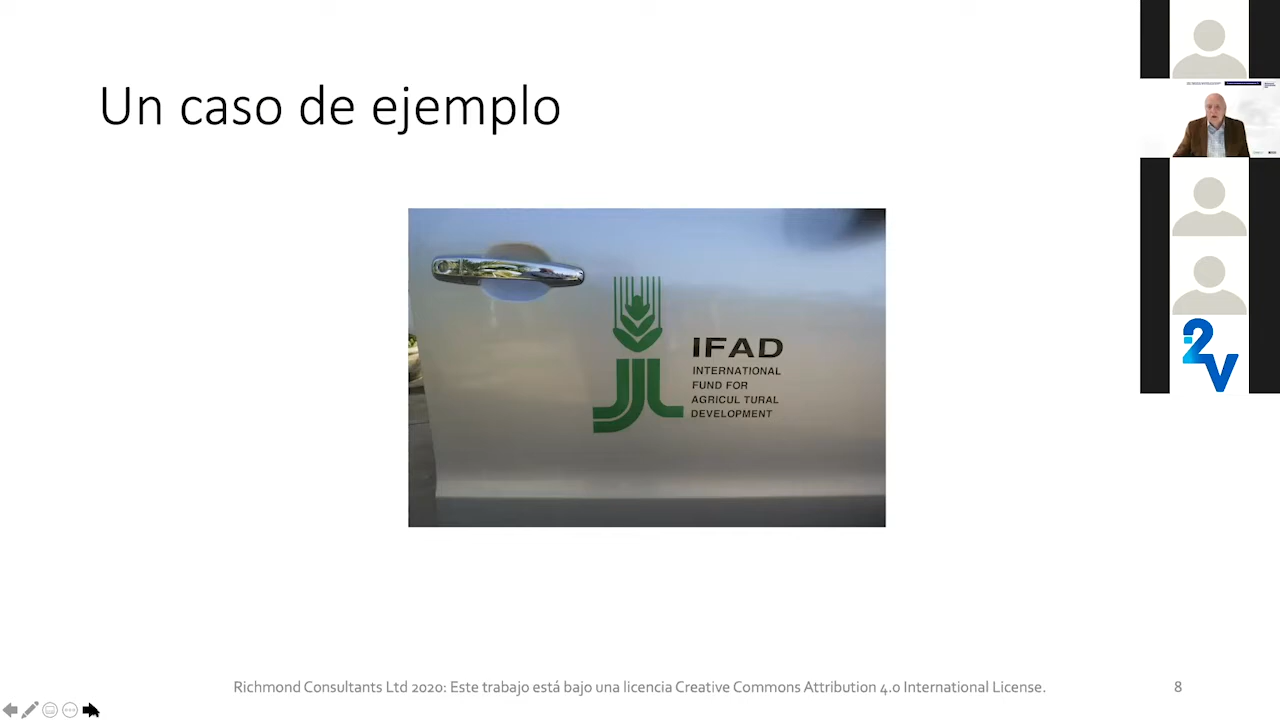 Un caso de ejemplo
IFAD
INTERNATIONAL
FUND FOR
AGRICUL TURAL
DEVELOPMENT
2V
Richmond Consultants Ltd 2020: Este trabajo está bajo una licencia Creative Commons Attribution 4.0 International License.
8